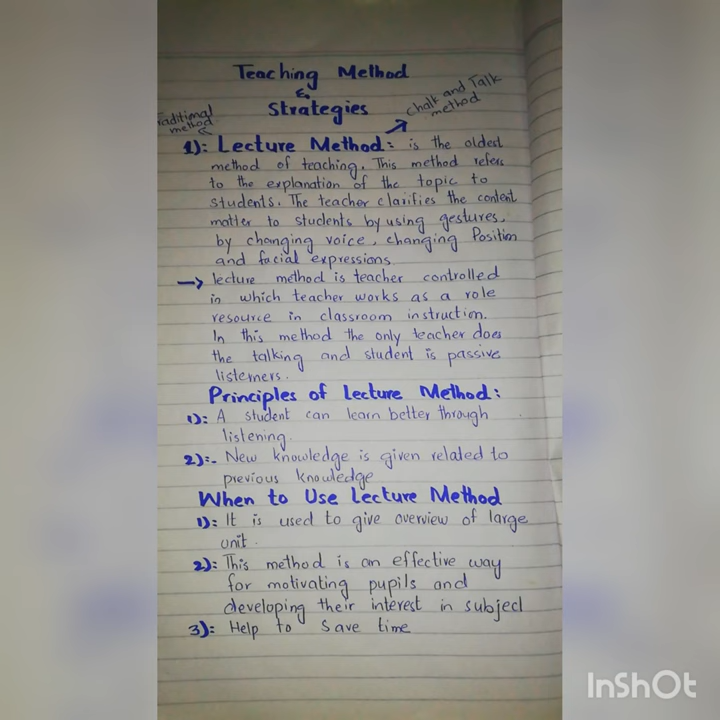 Teaching Method
&
Strategies
Chalk and Talk
method
raditional
method
1): Lecture Method: is the oldest
method of teaching. This method refers
to the explanation of the topic to
students. The teacher clarifies the content
matter to students by using gestures,
by changing voice, changing Position
and facial expressions.
→ lecture method is teacher controlled
in which teacher works as a role
resource in classroom instruction.
In this method the only teacher does
the talking and student is passive
listerners.
Principles of Lecture Method:
1): A student can learn better through
listening.
2):- New knowledge is given related to
previous knowledge
When to Use Lecture Method
1): It is used to give overview of large
unit.
2): This method is an effective way
for motivating pupils and
developing their interest in subject
3): Help to save time
InShOt